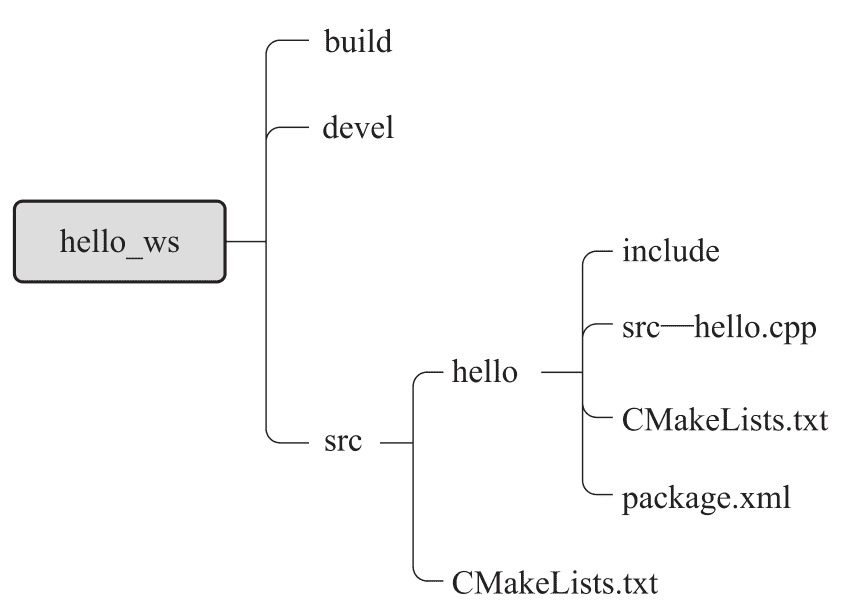 build
devel
hello_ws
include
src—hello.cpp
hello
CMakeLists.txt
src
package.xml
CMakeLists.txt